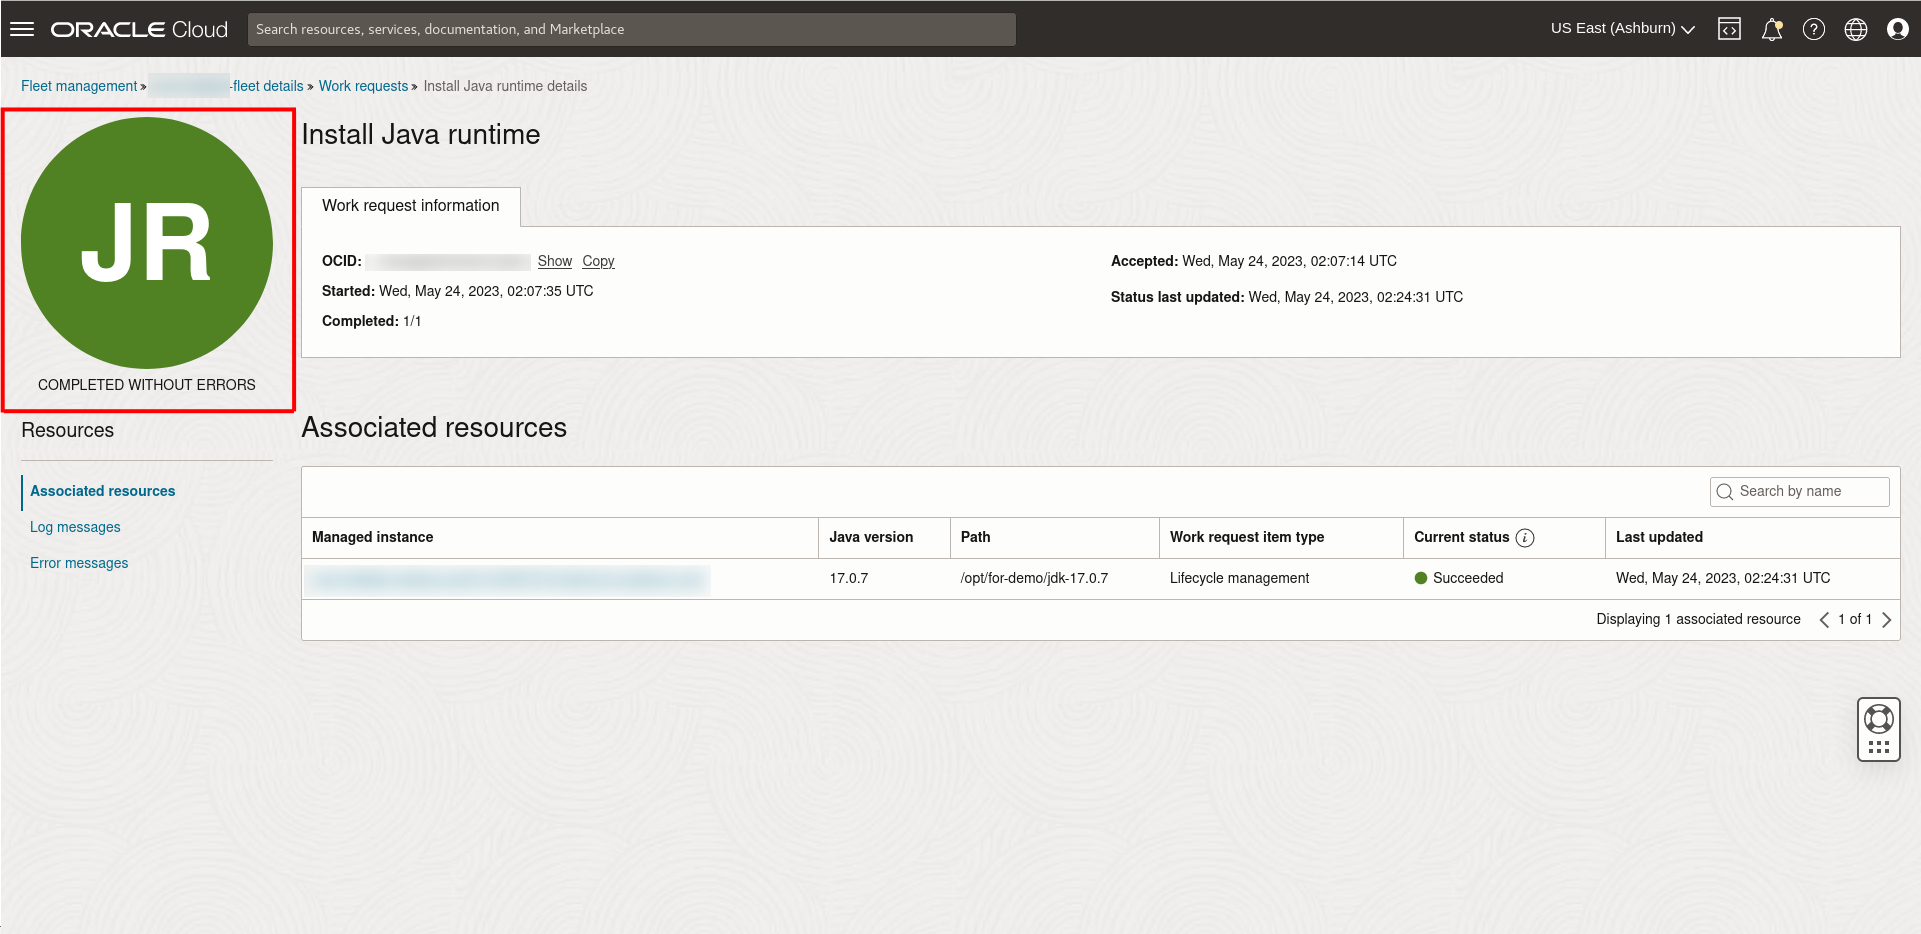 ORACLE Cloud
Search resources, services, documentation, and Marketplace
US East (Ashburn)
Fleet management » -fleet details » Work requests » Install Java runtime details
JR
COMPLETED WITHOUT ERRORS
Install Java runtime
Work request information
OCID: Show Copy
Started: Wed, May 24, 2023, 02:07:35 UTC
Completed: 1/1
Accepted: Wed, May 24, 2023, 02:07:14 UTC
Status last updated: Wed, May 24, 2023, 02:24:31 UTC
Resources
Associated resources
Log messages
Error messages
Associated resources
Search by name
Managed instance Java version Path Work request item type Current status i Last updated
17.0.7 /opt/for-demo/jdk-17.0.7 Lifecycle management Succeeded Wed, May 24, 2023, 02:24:31 UTC
Displaying 1 associated resource < 1 of 1 >